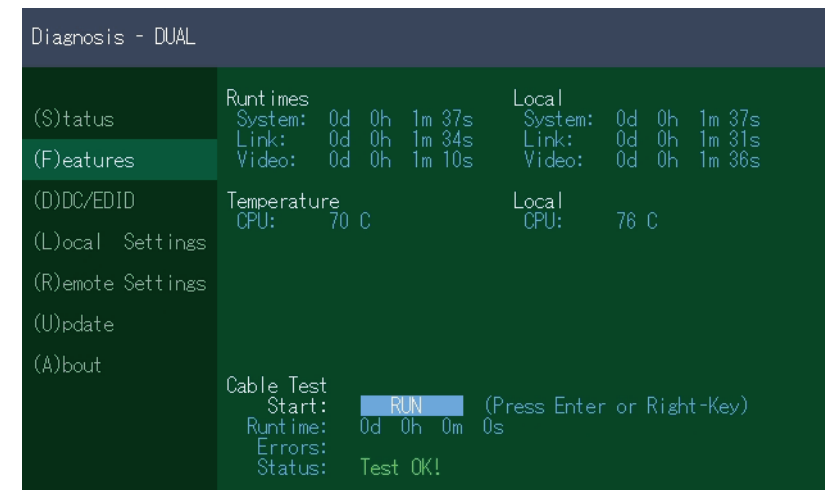 Diagnosis - DUAL
(S)tatus
(F)eatures
(D)DC/EDID
(L)ocal Settings
(R)emote Settings
(U)pdate
(A)bout
Runtimes
System: 0d 0h 1m 37s
Link: 0d 0h 1m 34s
Video: 0d 0h 1m 10s
Local
System: 0d 0h 1m 37s
Link: 0d 0h 1m 31s
Video: 0d 0h 1m 36s
Temperature
CPU: 70 C
Local
CPU: 76 C
Cable Test
Start: RUN (Press Enter or Right-Key)
Runtime: 0d 0h 0m 0s
Errors:
Status: Test OK!